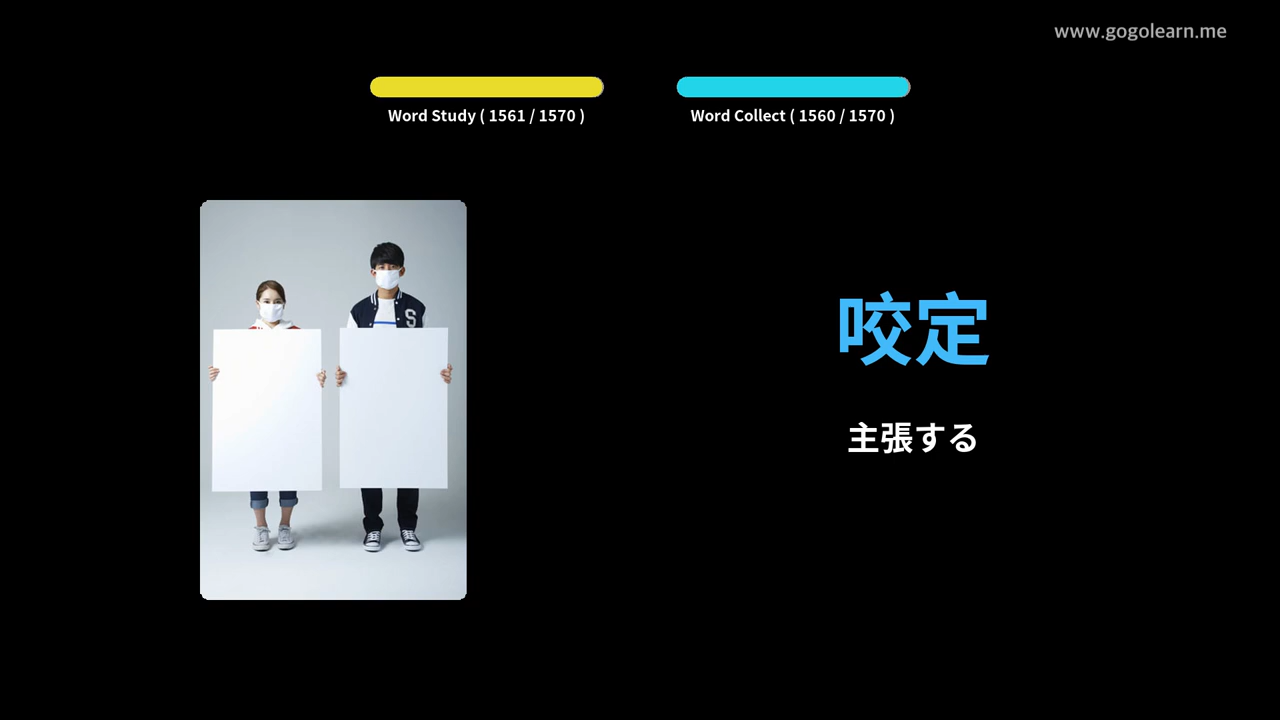 www.gogolearn.me
Word Study ( 1561 / 1570 )
Word Collect ( 1560 / 1570 )
S
咬定
主張する